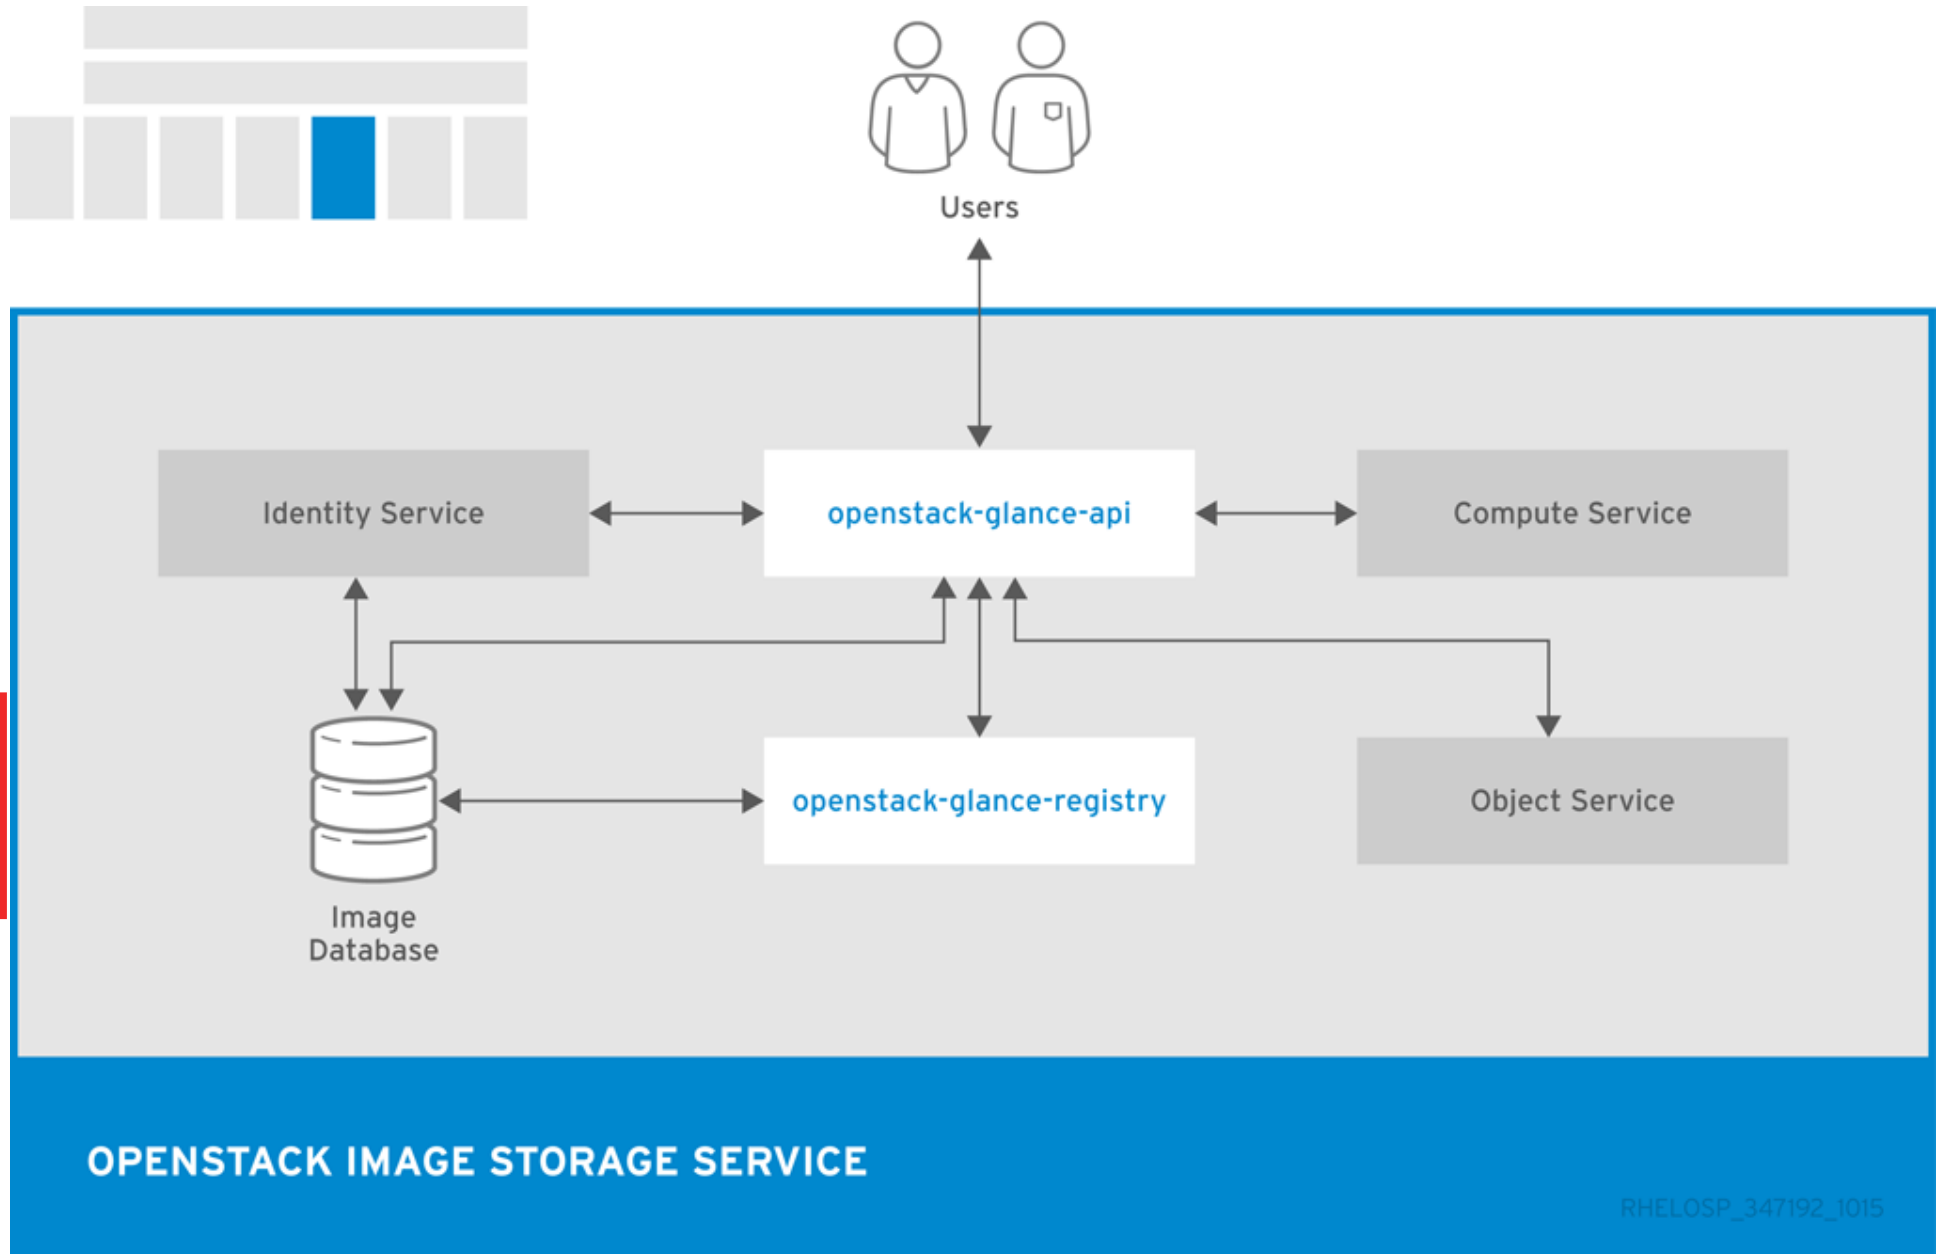 Users
Identity Service
openstack-glance-api
Compute Service
openstack-glance-registry
Object Service
Image
Database
OPENSTACK IMAGE STORAGE SERVICE
RHELOSP_347192_1015